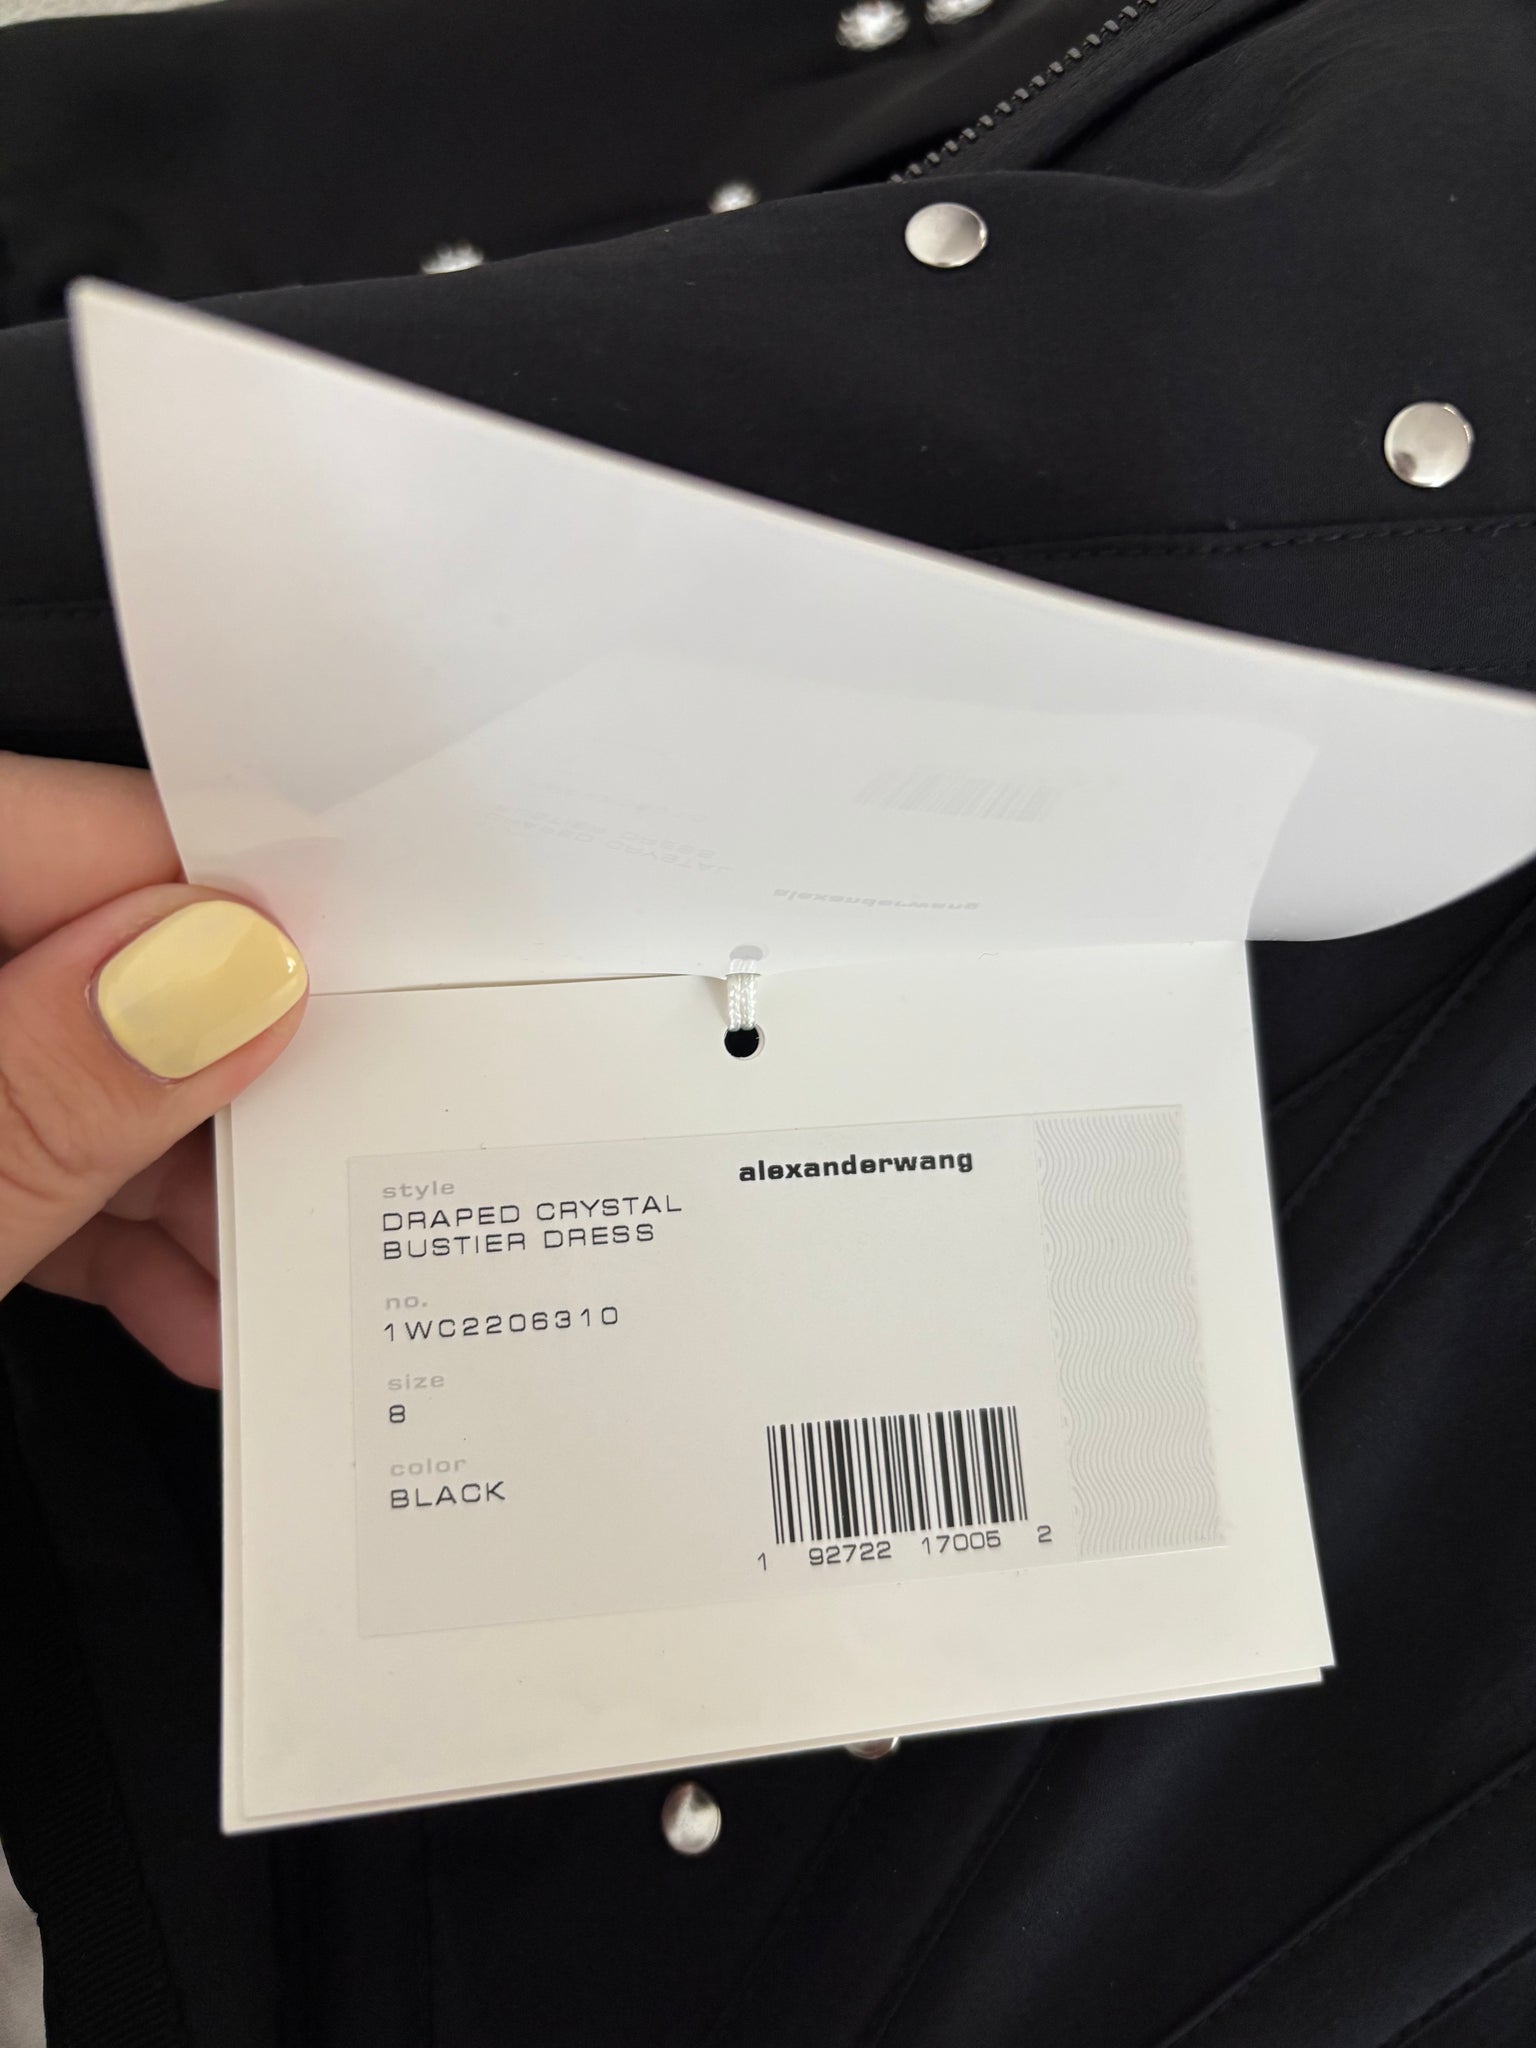 alexanderwang
style
DRAPED CRYSTAL
BUSTIER DRESS
no.
1WC2206310
size
8
color
BLACK
1 92722 17005 2